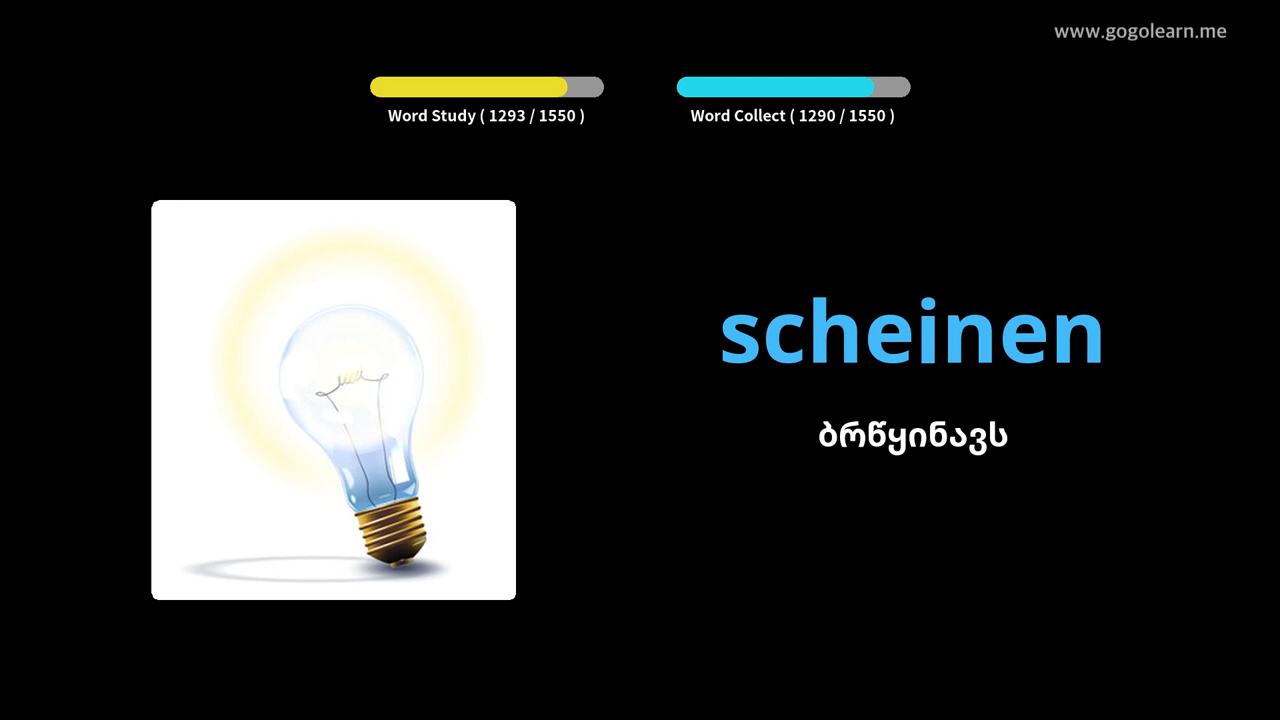 www.gogolearn.me
Word Study ( 1293 / 1550 )
Word Collect ( 1290 / 1550 )
scheinen
ბრწყინავს